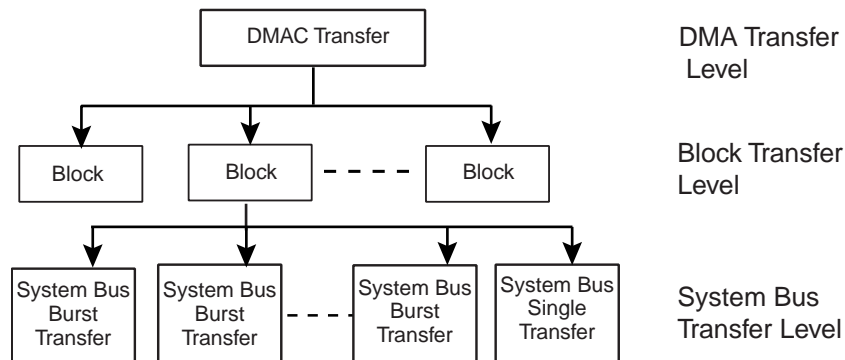 DMAC Transfer
DMA Transfer
Level
Block
Block
Block
Block Transfer
Level
System Bus
Burst
Transfer
System Bus
Burst
Transfer
System Bus
Burst
Transfer
System Bus
Single
Transfer
System Bus
Transfer Level